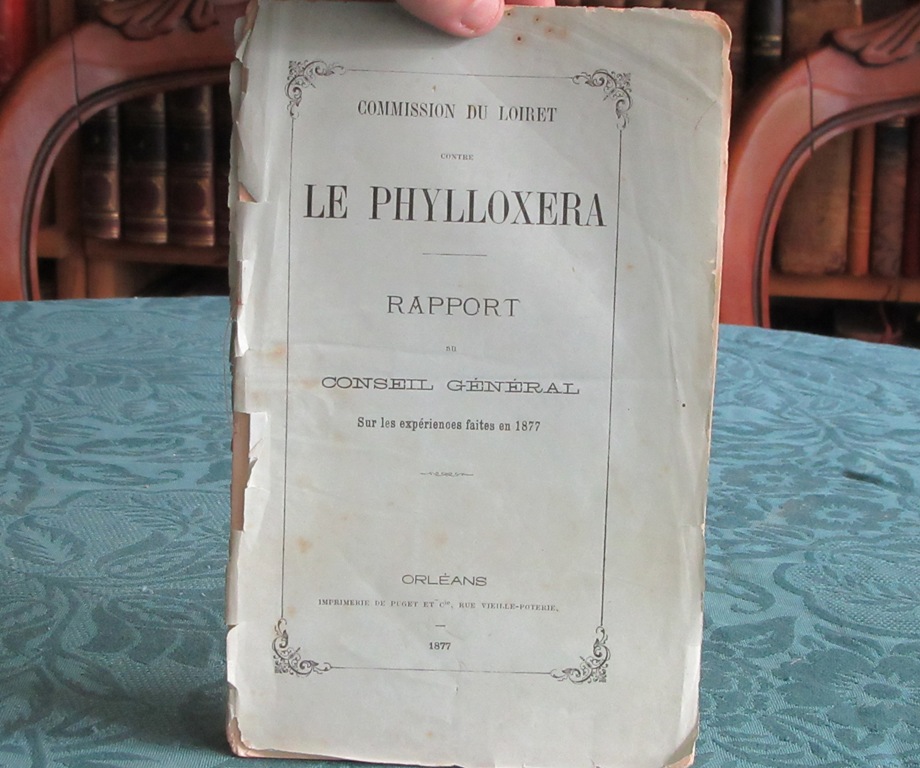 COMMISSION DU LOIRET
CONTRE
LE PHYLLOXERA
RAPPORT
AU
CONSEIL GÉNÉRAL
Sur les expériences faites en 1877
ORLÉANS
IMPRIMERIE DE PUGET ET Cie, RUE VIEILLE-POTERIE,
1877